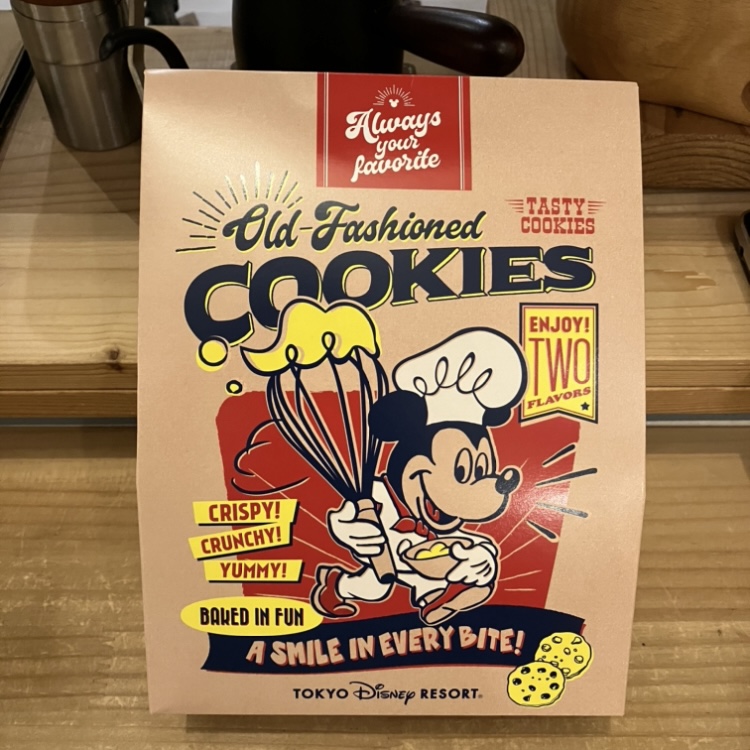 Always
your
favorite
Old-Fashioned
COOKIES
TASTY
COOKIES
ENJOY!
TWO
FLAVORS
CRISPY!
CRUNCHY!
YUMMY!
BAKED IN FUN
A SMILE IN EVERY BITE!
TOKYO Disney RESORT®